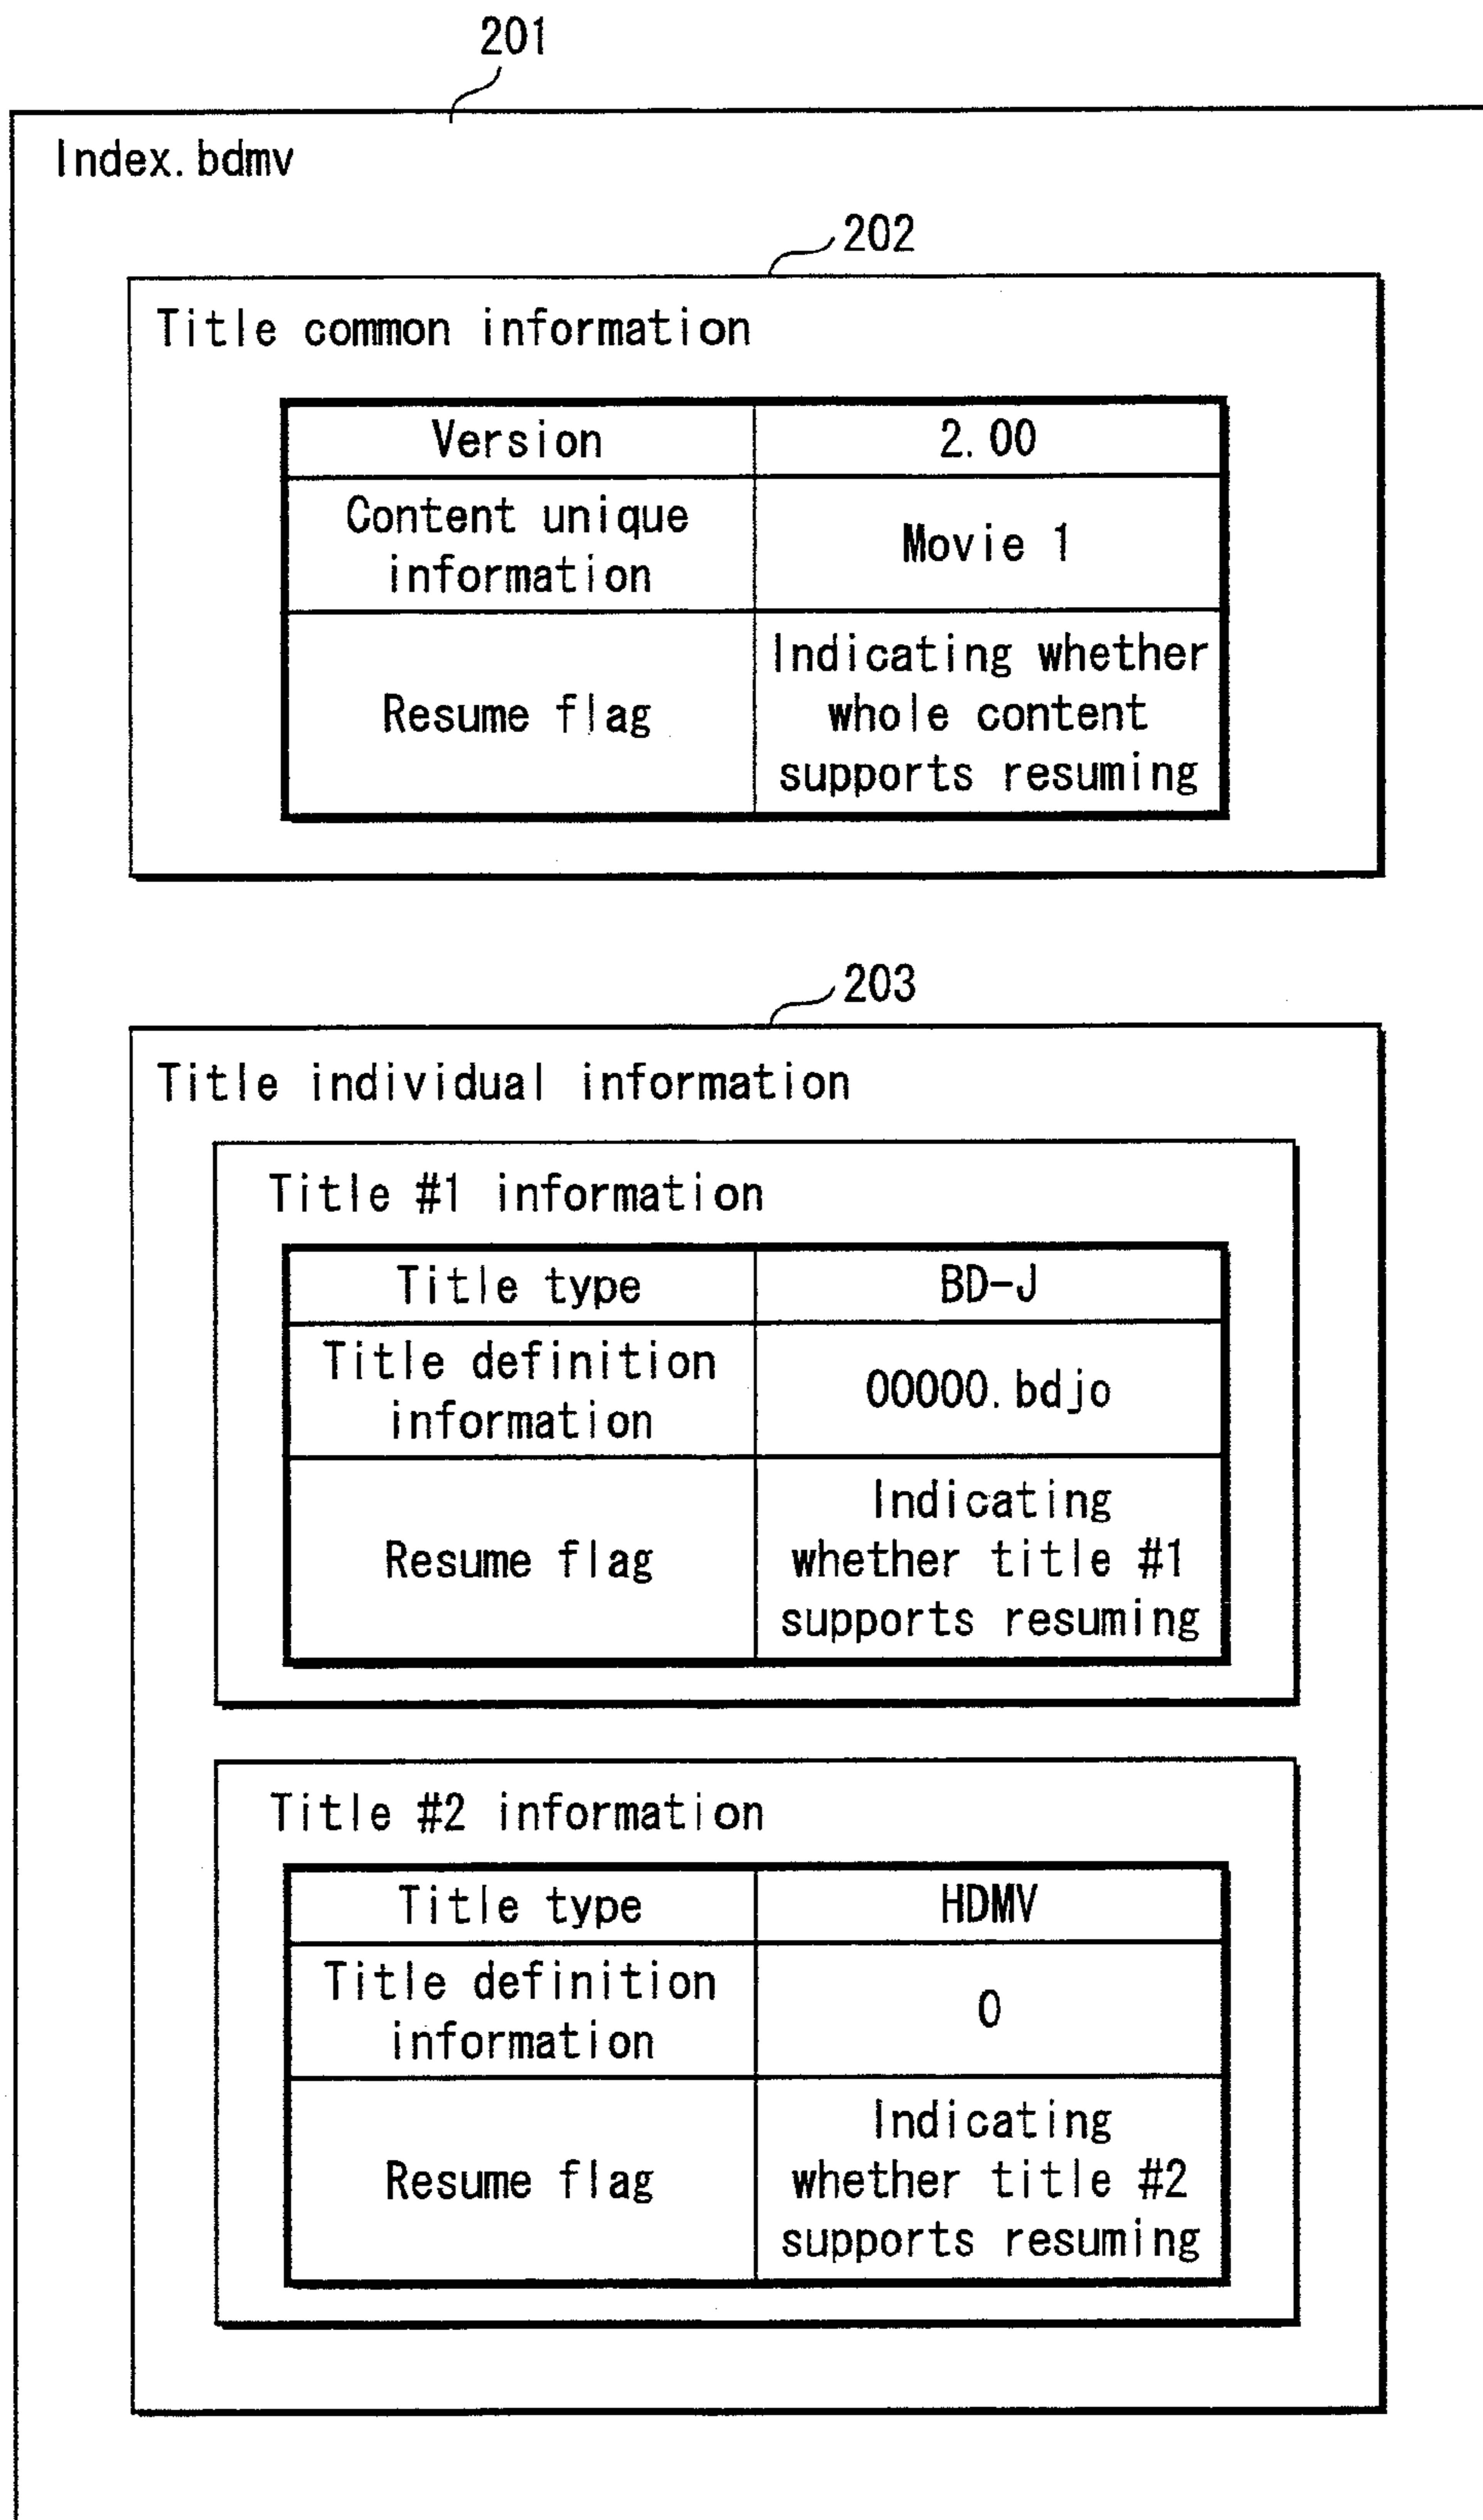 201
Index.bdmv
202
Title common information
Version 2.00
Content unique
information
Movie 1
Resume flag
Indicating whether
whole content
supports resuming
203
Title individual information
Title #1 information
Title type BD-J
Title definition
information
00000.bdjo
Resume flag
Indicating
whether title #1
supports resuming
Title #2 information
Title type HDMV
Title definition
information
0
Resume flag
Indicating
whether title #2
supports resuming